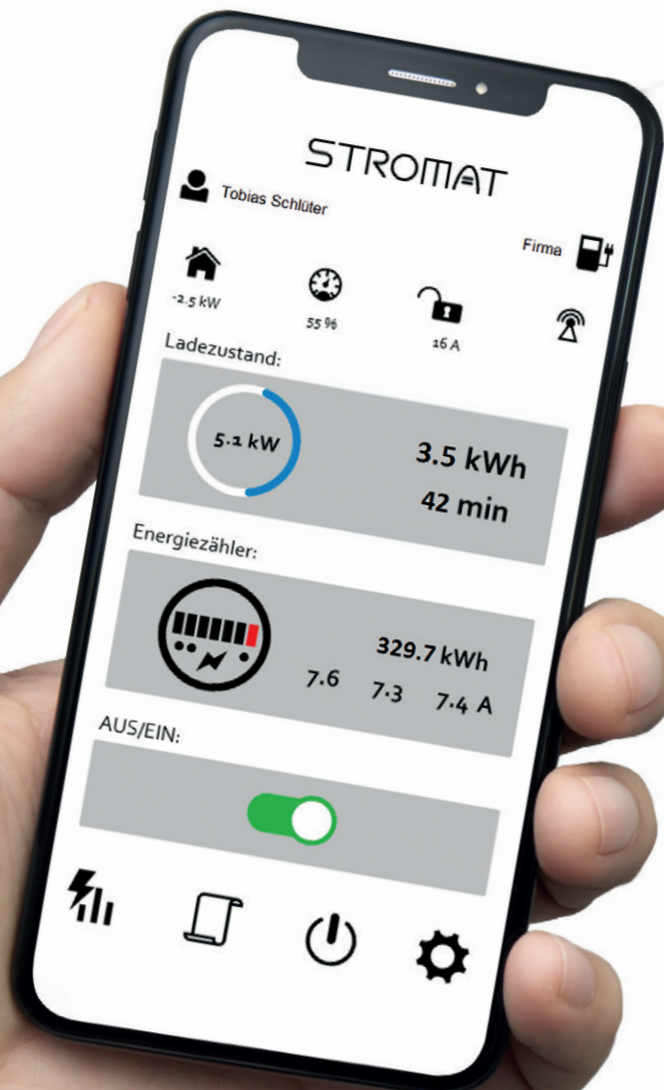 STROMAT
Tobias Schlüter
Firma
-2.5 kW
55 %
16 A
Ladezustand:
5.1 kW
3.5 kWh
42 min
Energiezähler:
329.7 kWh
7.6 7.3 7.4 A
AUS/EIN: